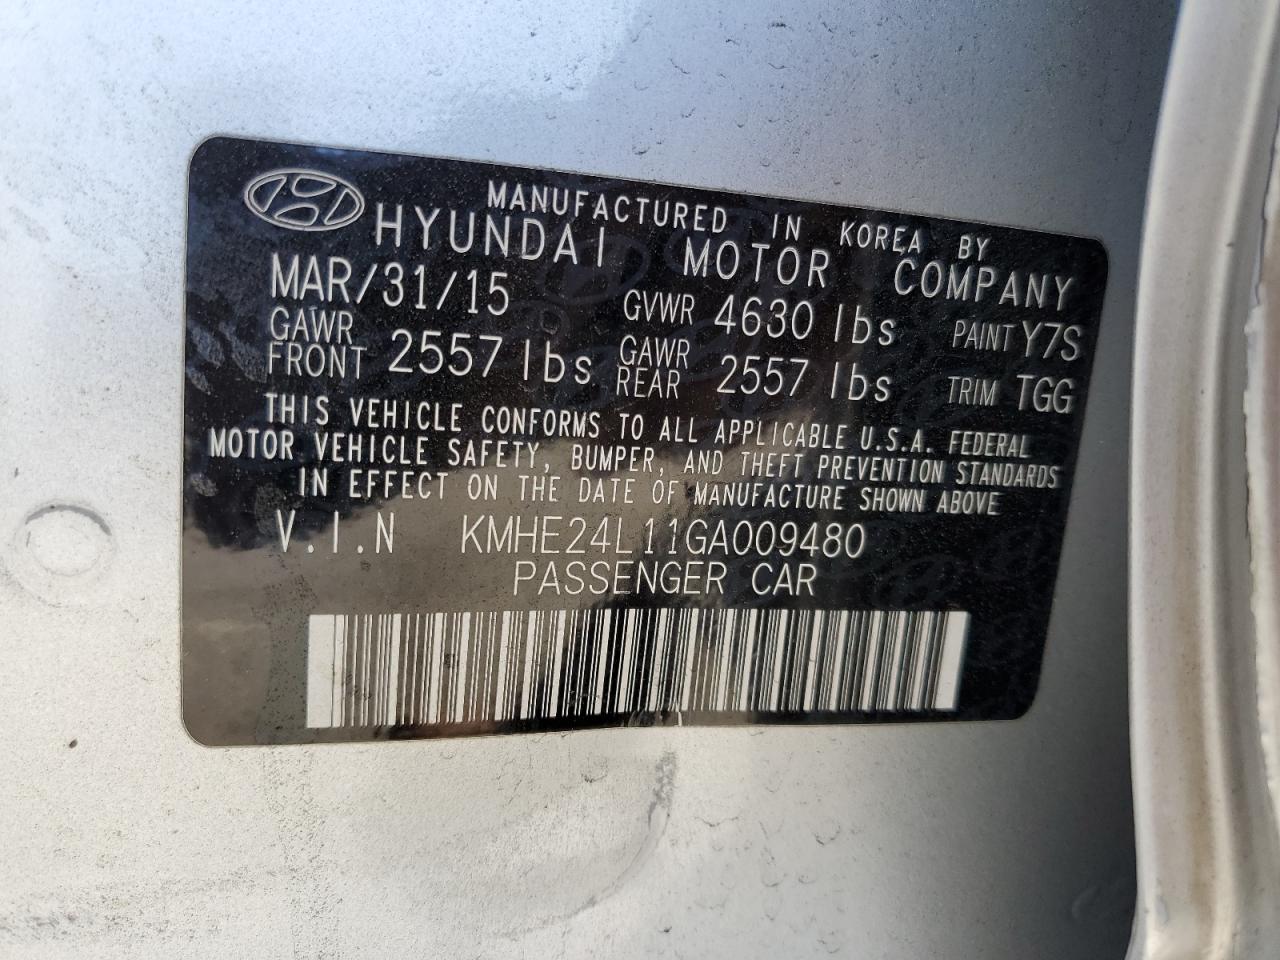 MANUFACTURED IN KOREA BY
HYUNDAI MOTOR COMPANY
MAR/31/15 GVWR 4630 lbs PAINT Y7S
GAWR FRONT 2557 lbs GAWR REAR 2557 lbs TRIM TGG
THIS VEHICLE CONFORMS TO ALL APPLICABLE U.S.A. FEDERAL
MOTOR VEHICLE SAFETY, BUMPER, AND THEFT PREVENTION STANDARDS
IN EFFECT ON THE DATE OF MANUFACTURE SHOWN ABOVE
V.I.N KMHE24L11GA009480
PASSENGER CAR